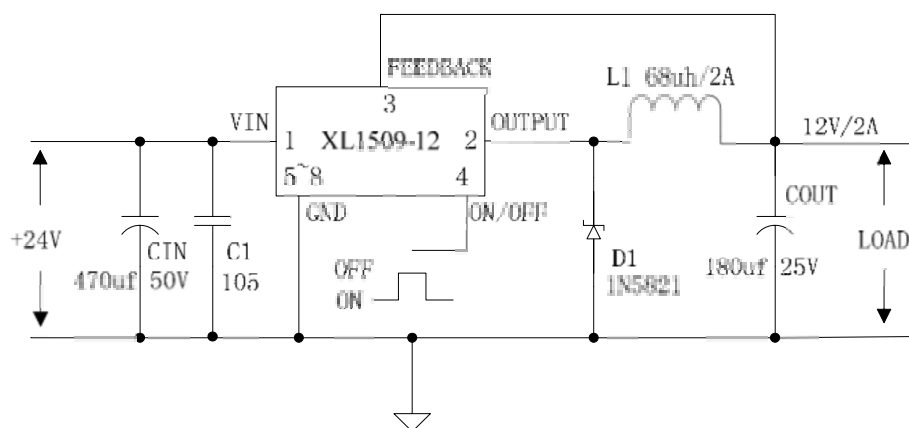 FEEDBACK
3
L1 68uh/2A
VIN
1 XL1509-12 2
OUTPUT
12V/2A
5~8
4
GND
ON/OFF
COUT
+24V
CIN
470uf 50V
C1
105
OFF
ON
D1
1N5821
180uf 25V
LOAD